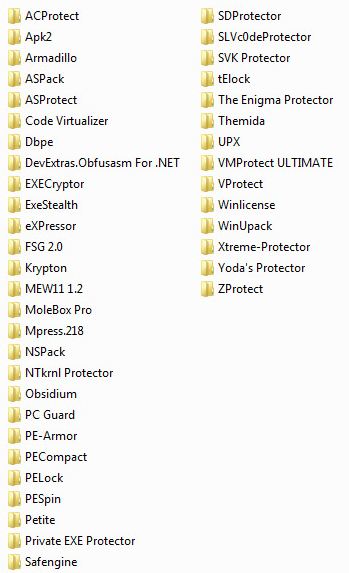 ACProtect
Apk2
Armadillo
ASPack
ASProtect
Code Virtualizer
Dbpe
DevExtras.Obfusasm For .NET
EXECryptor
ExeStealth
eXPressor
FSG 2.0
Krypton
MEW11 1.2
MoleBox Pro
Mpress.218
NSPack
NTkrnl Protector
Obsidium
PC Guard
PE-Armor
PECompact
PELock
PESpin
Petite
Private EXE Protector
Safengine
SDProtector
SLVc0deProtector
SVK Protector
tElock
The Enigma Protector
Themida
UPX
VMProtect ULTIMATE
VProtect
Winlicense
WinUpack
Xtreme-Protector
Yoda's Protector
ZProtect